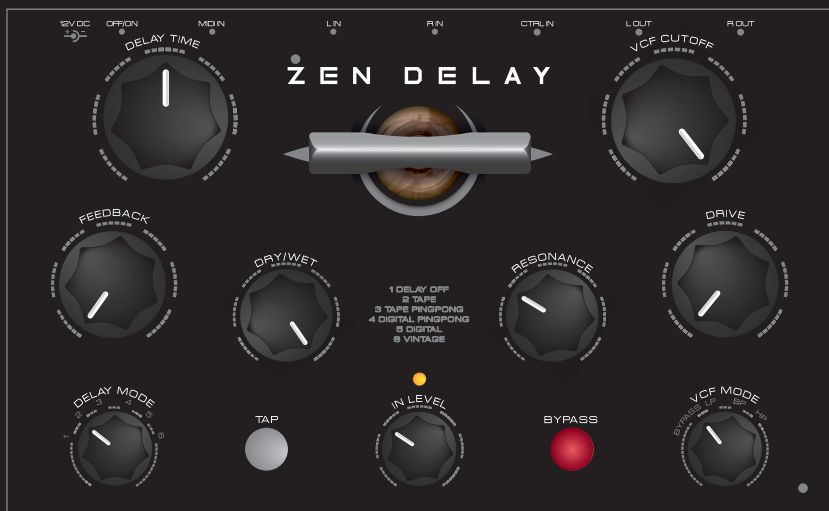 12V DC OFF/ON MIDI IN L IN R IN CTRL IN L OUT R OUT
+ -
DELAY TIME
VCF CUTOFF
ZEN DELAY
FEEDBACK
DRIVE
DRY/WET
RESONANCE
1 DELAY OFF
2 TAPE
3 TAPE PINGPONG
4 DIGITAL PINGPONG
5 DIGITAL
6 VINTAGE
DELAY MODE
1 2 3 4 5 6
TAP
IN LEVEL
BYPASS
VCF MODE
BYPASS LP BP HP